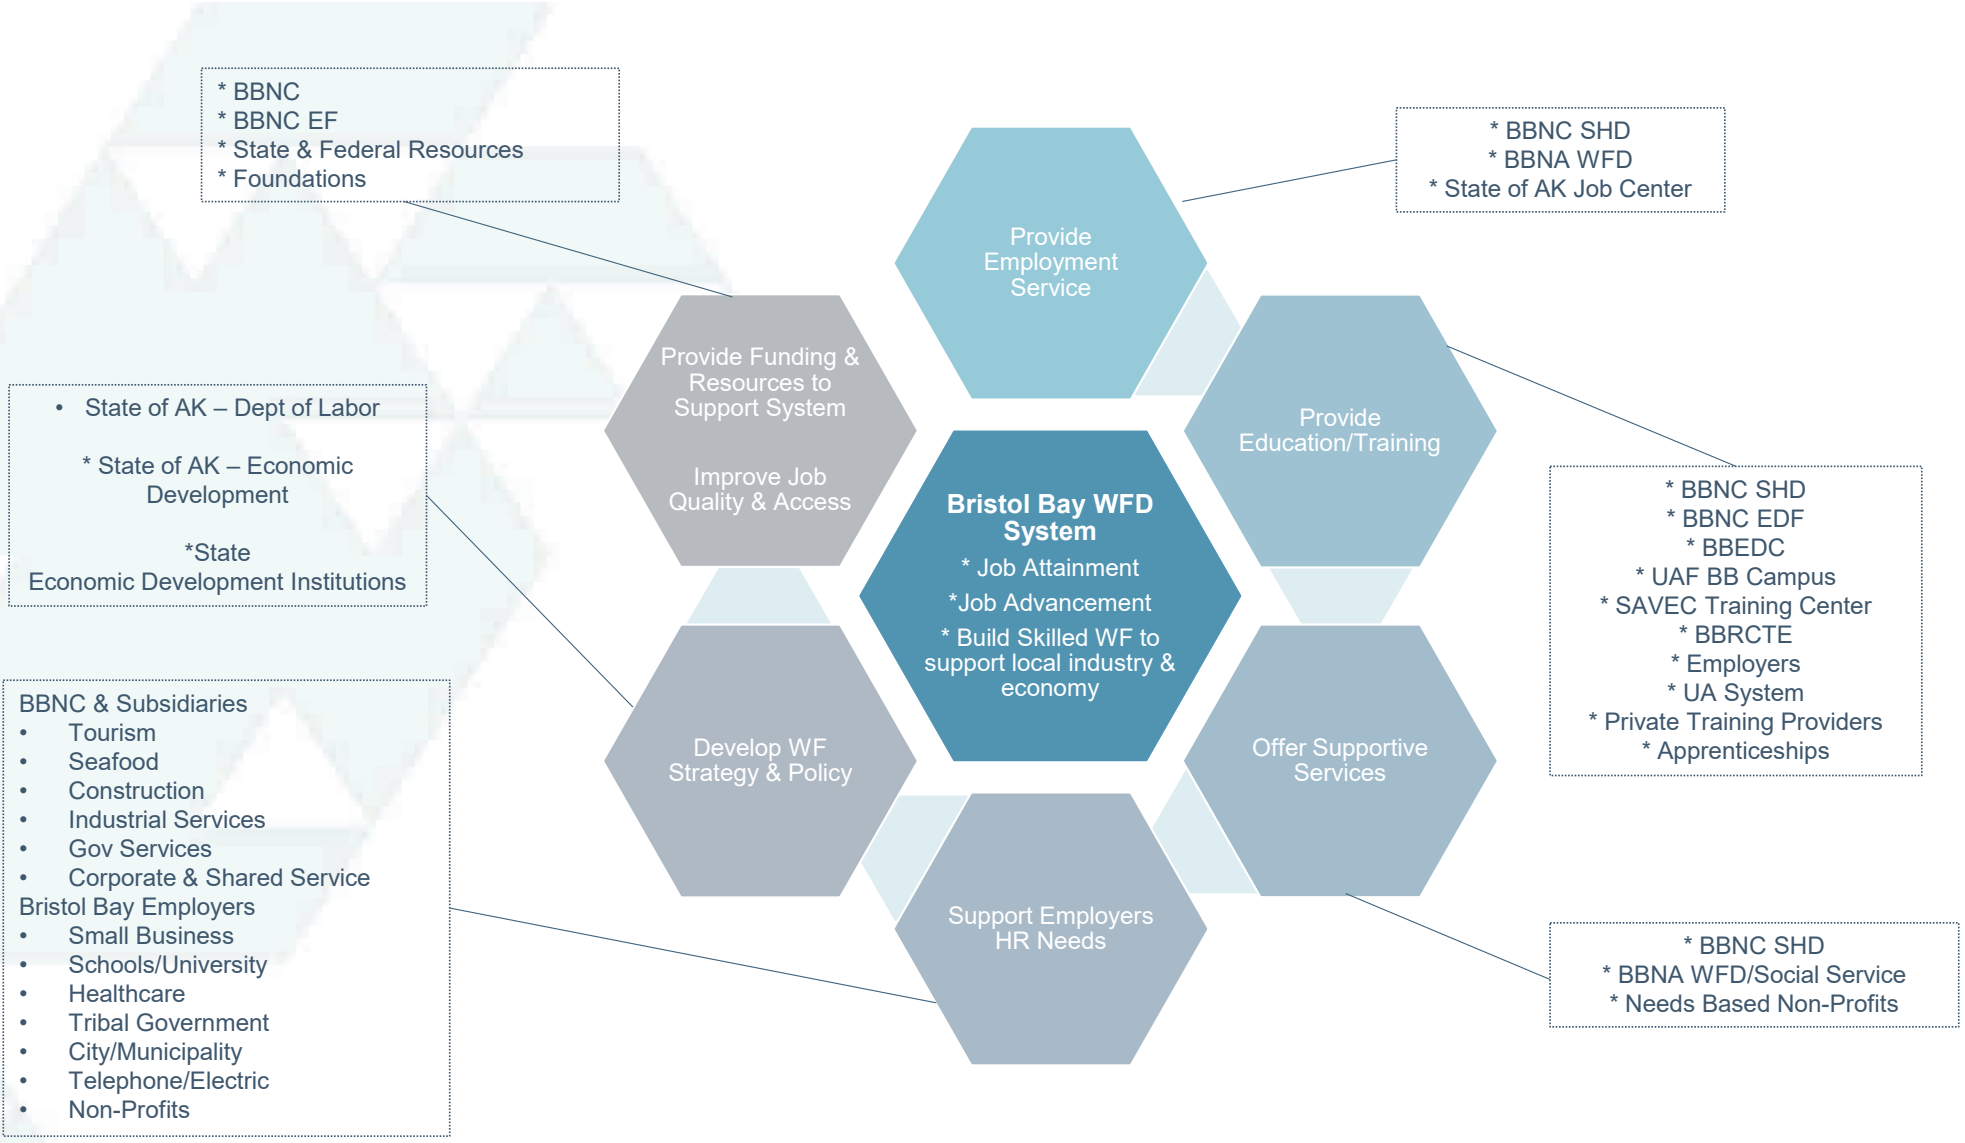 * BBNC
* BBNC EF
* State & Federal Resources
* Foundations
* BBNC SHD
* BBNA WFD
* State of AK Job Center
Provide
Employment
Service
Provide Funding &
Resources to
Support System
Improve Job
Quality & Access
Provide
Education/Training
• State of AK – Dept of Labor
* State of AK – Economic
Development
*State
Economic Development Institutions
Bristol Bay WFD
System
* Job Attainment
*Job Advancement
* Build Skilled WF to
support local industry &
economy
* BBNC SHD
* BBNC EDF
* BBEDC
* UAF BB Campus
* SAVEC Training Center
* BBRCTE
* Employers
* UA System
* Private Training Providers
* Apprenticeships
Develop WF
Strategy & Policy
Offer Supportive
Services
BBNC & Subsidiaries
• Tourism
• Seafood
• Construction
• Industrial Services
• Gov Services
• Corporate & Shared Service
Bristol Bay Employers
• Small Business
• Schools/University
• Healthcare
• Tribal Government
• City/Municipality
• Telephone/Electric
• Non-Profits
Support Employers
HR Needs
* BBNC SHD
* BBNA WFD/Social Service
* Needs Based Non-Profits